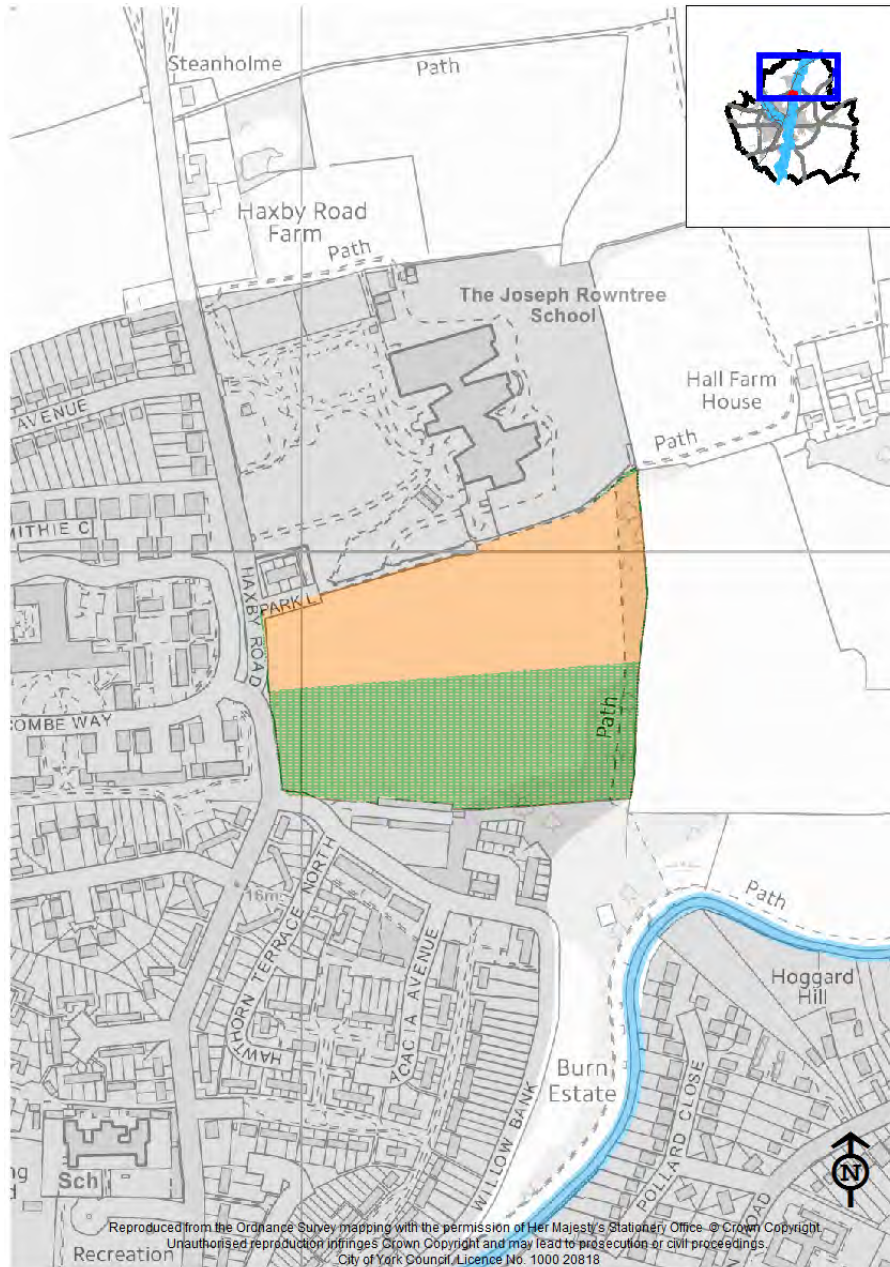 Steanholme
Path
Haxby Road
Farm
Path
The Joseph Rowntree
School
AVENUE
Hall Farm
House
Path
MITHIE C
HAXBY ROAD
PARK L
OMBE WAY
Path
16m
HAWTHORN TERRACE NORTH
ACACIA AVENUE
Path
Hoggard
Hill
Burn
Estate
WILLOW BANK
POLLARD CLOSE
ROAD
N
Sch
Recreation
Reproduced from the Ordnance Survey mapping with the permission of Her Majesty's Stationery Office © Crown Copyright.
Unauthorised reproduction infringes Crown Copyright and may lead to prosecution or civil proceedings.
City of York Council, Licence No. 1000 20818